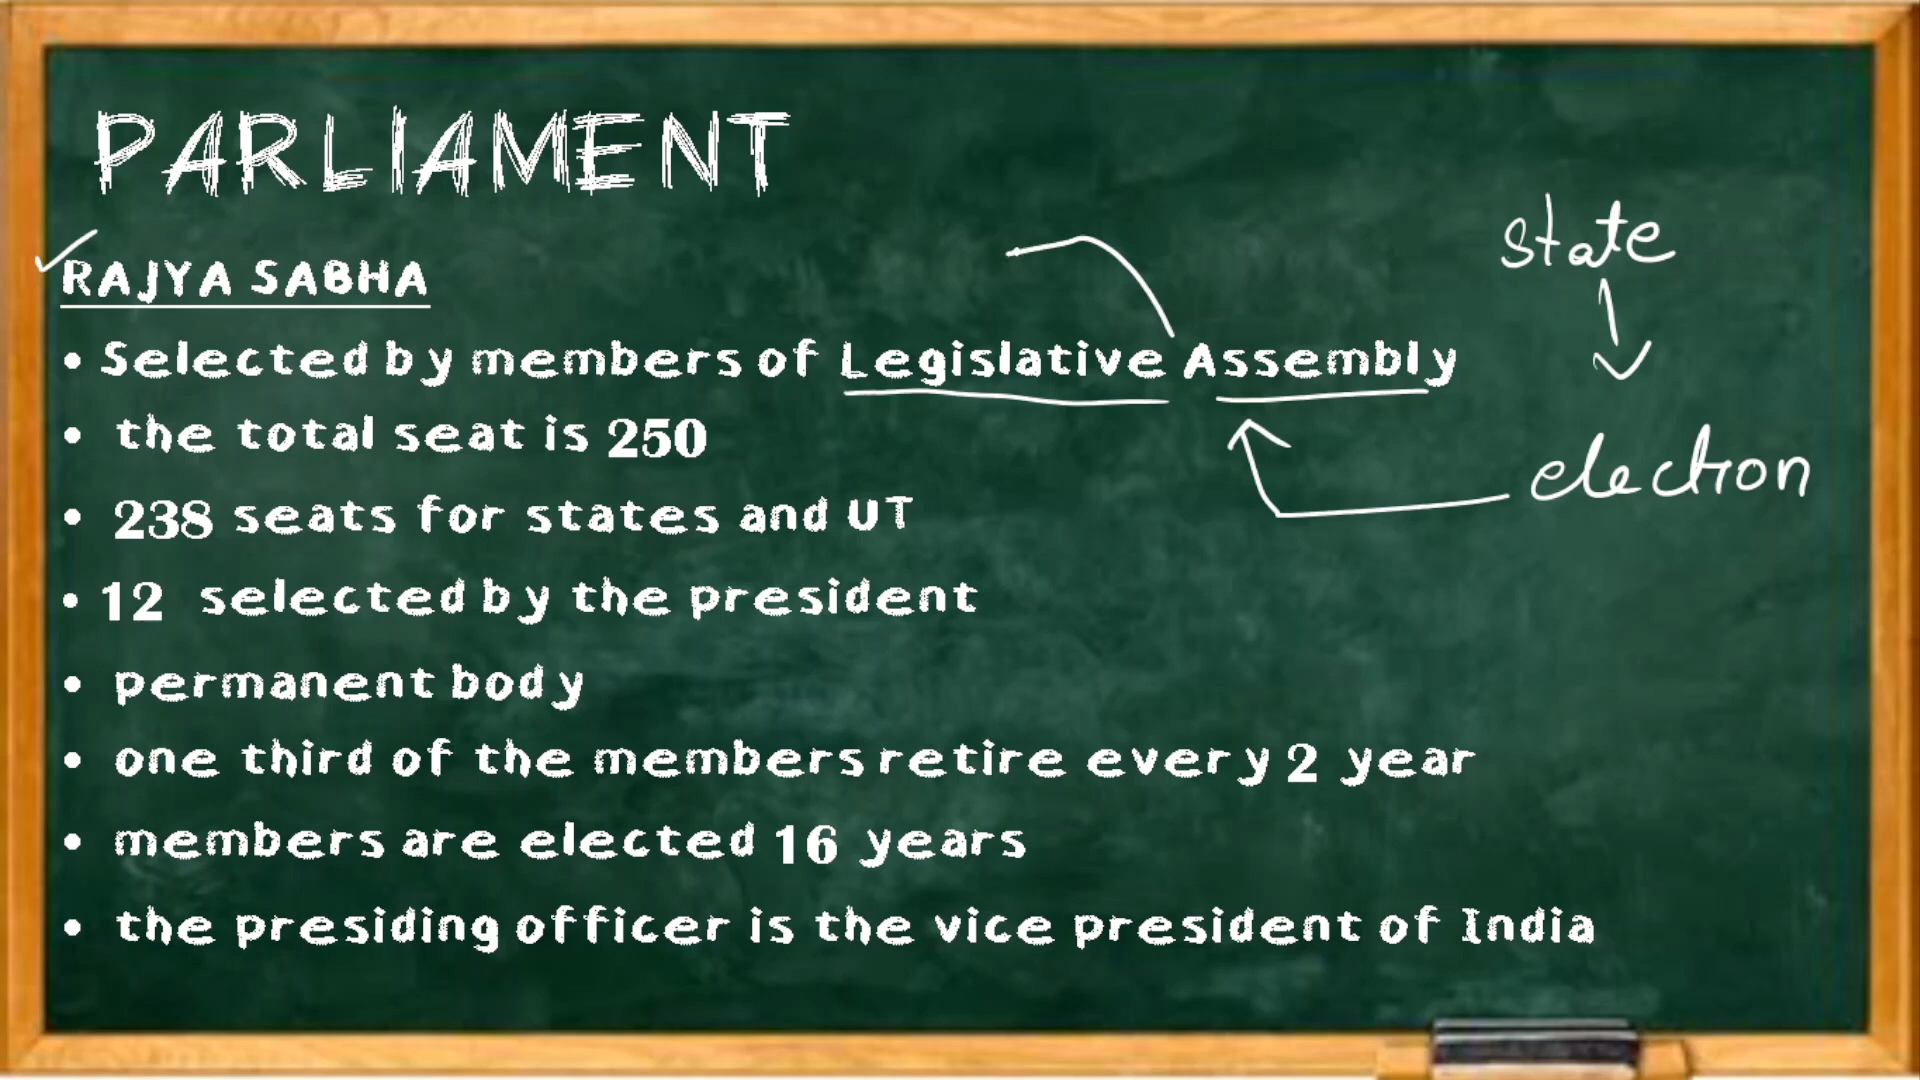 PARLIAMENT
RAJYA SABHA
• Selected by members of Legislative Assembly
• the total seat is 250
• 238 seats for states and UT
• 12 selected by the president
• permanent body
• one third of the members retire every 2 year
• members are elected 16 years
• the presiding officer is the vice president of India
state
election